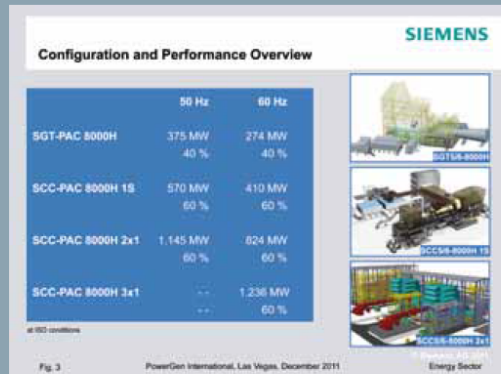 SIEMENS
Configuration and Performance Overview
50 Hz 60 Hz
SGT-PAC 8000H 375 MW 274 MW
40 % 40 %
SCC-PAC 8000H 1S 570 MW 410 MW
60 % 60 %
SCC-PAC 8000H 2x1 1.145 MW 824 MW
60 % 60 %
SCC-PAC 8000H 3x1 -- 1.236 MW
-- 60 %
SGT5/6-8000H
SCC5/6-8000H 1S
SCC5/6-8000H 2x1
at ISO conditions
© Siemens AG 2011
Fig. 3 PowerGen International, Las Vegas, December 2011 Energy Sector